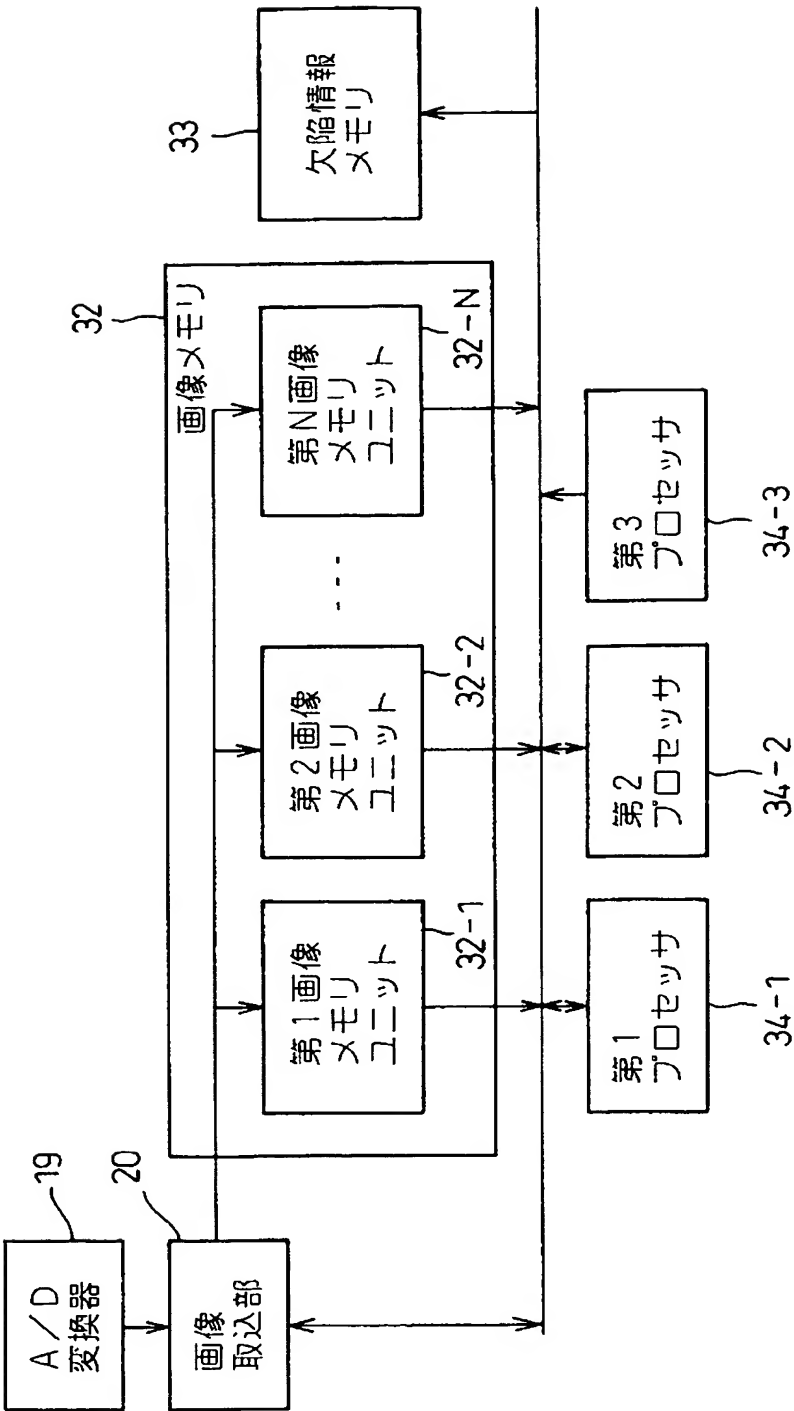 A/D
変換器
19
画像
取込部
20
画像メモリ
32
第1画像
メモリ
ユニット
32-1
第2画像
メモリ
ユニット
32-2
･･･
第N画像
メモリ
ユニット
32-N
欠陥情報
メモリ
33
第1
プロセッサ
34-1
第2
プロセッサ
34-2
第3
プロセッサ
34-3